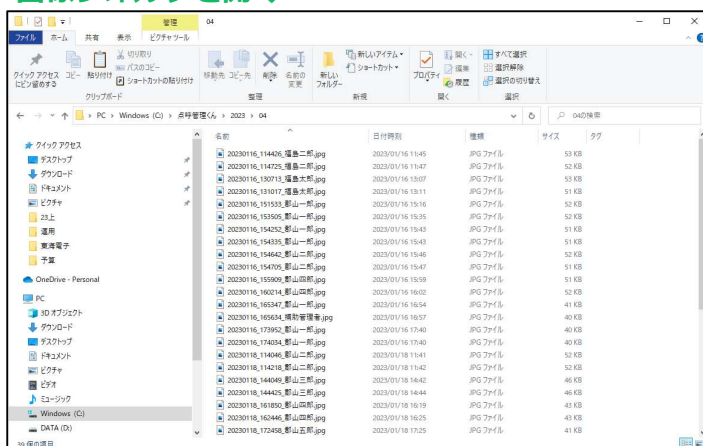 管理
04
ファイル ホーム 共有 表示 ピクチャ ツール
クイック アクセスにピン留めする
コピー
貼り付け
切り取り
パスのコピー
ショートカットの貼り付け
クリップボード
移動先 コピー先 削除 名前の変更
整理
新しいフォルダー
新しいアイテム
ショートカット
新規
プロパティ
開く
編集
履歴
開く
すべて選択
選択解除
選択の切り替え
選択
PC › Windows (C:) › 点呼管理くん › 2023 › 04
04の検索
クイック アクセス
デスクトップ
ダウンロード
ドキュメント
ピクチャ
23上
運用
東海電子
予算
OneDrive - Personal
PC
3D オブジェクト
ダウンロード
デスクトップ
ドキュメント
ピクチャ
ビデオ
ミュージック
Windows (C:)
DATA (D:)
名前 日付時刻 種類 サイズ タグ
20230116_114426_福島二郎.jpg 2023/01/16 11:45 JPG ファイル 53 KB
20230116_114725_福島二郎.jpg 2023/01/16 11:47 JPG ファイル 52 KB
20230116_130713_福島太郎.jpg 2023/01/16 13:07 JPG ファイル 53 KB
20230116_131017_福島太郎.jpg 2023/01/16 13:11 JPG ファイル 51 KB
20230116_151533_郡山一郎.jpg 2023/01/16 15:16 JPG ファイル 52 KB
20230116_153505_郡山一郎.jpg 2023/01/16 15:35 JPG ファイル 52 KB
20230116_154252_郡山一郎.jpg 2023/01/16 15:43 JPG ファイル 51 KB
20230116_154335_郡山一郎.jpg 2023/01/16 15:43 JPG ファイル 51 KB
20230116_154642_郡山二郎.jpg 2023/01/16 15:46 JPG ファイル 52 KB
20230116_154705_郡山二郎.jpg 2023/01/16 15:47 JPG ファイル 51 KB
20230116_155909_郡山四郎.jpg 2023/01/16 15:59 JPG ファイル 51 KB
20230116_160214_郡山四郎.jpg 2023/01/16 16:02 JPG ファイル 52 KB
20230116_165347_郡山一郎.jpg 2023/01/16 16:54 JPG ファイル 41 KB
20230116_165634_補助管理者.jpg 2023/01/16 16:57 JPG ファイル 40 KB
20230116_173952_郡山一郎.jpg 2023/01/16 17:40 JPG ファイル 40 KB
20230116_174034_郡山一郎.jpg 2023/01/16 17:40 JPG ファイル 40 KB
20230118_114046_郡山二郎.jpg 2023/01/18 11:41 JPG ファイル 52 KB
20230118_114218_郡山二郎.jpg 2023/01/18 11:42 JPG ファイル 52 KB
20230118_144049_郡山三郎.jpg 2023/01/18 14:42 JPG ファイル 46 KB
20230118_144425_郡山三郎.jpg 2023/01/18 14:44 JPG ファイル 46 KB
20230118_161850_郡山四郎.jpg 2023/01/18 16:19 JPG ファイル 43 KB
20230118_162446_郡山四郎.jpg 2023/01/18 16:25 JPG ファイル 43 KB
20230118_172458_郡山五郎.jpg 2023/01/18 17:25 JPG ファイル 41 KB
39 個の項目